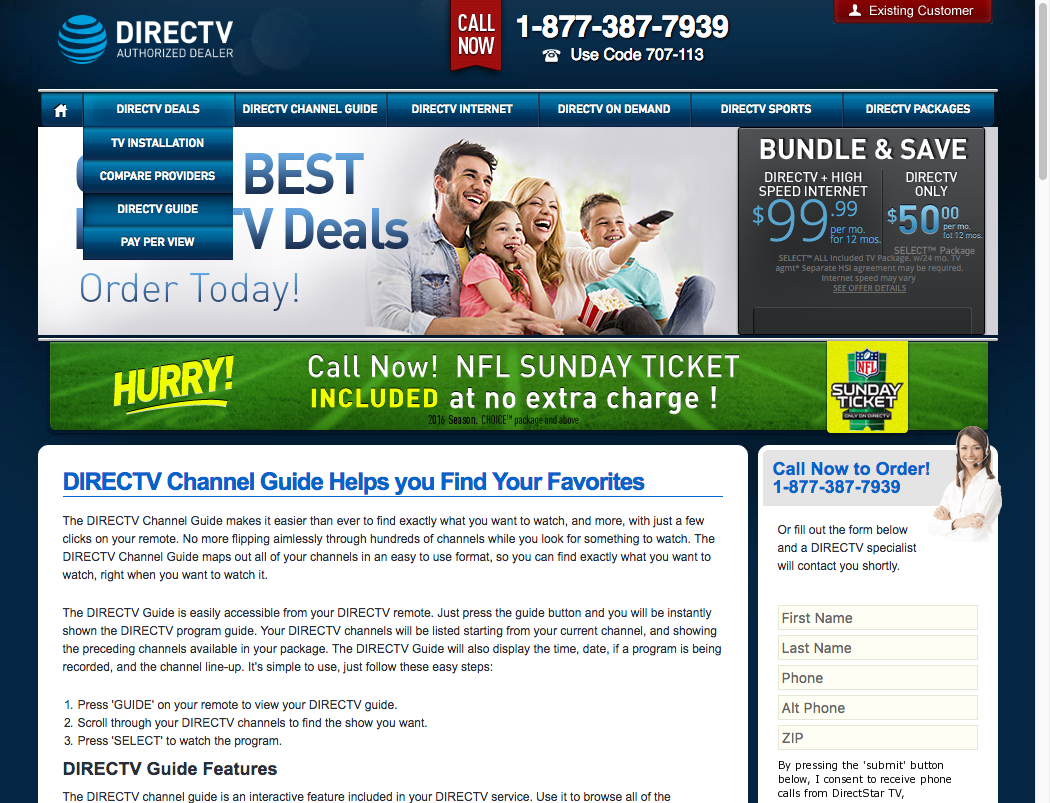 DIRECTV
AUTHORIZED DEALER
CALL
NOW
1-877-387-7939
Use Code 707-113
Existing Customer
DIRECTV DEALS
DIRECTV CHANNEL GUIDE
DIRECTV INTERNET
DIRECTV ON DEMAND
DIRECTV SPORTS
DIRECTV PACKAGES
TV INSTALLATION
COMPARE PROVIDERS
DIRECTV GUIDE
PAY PER VIEW
BEST
TV Deals
Order Today!
BUNDLE & SAVE
DIRECTV + HIGH
SPEED INTERNET
$99.99
per mo.
for 12 mos.
DIRECTV
ONLY
$5000
per mo.
fot 12 mos.
SELECT™ Package
SELECT™ ALL Included TV Package. w/24 mo. TV
agmt* Separate HSI agreement may be required.
Internet speed may vary
SEE OFFER DETAILS
HURRY!
Call Now! NFL SUNDAY TICKET
INCLUDED at no extra charge !
2016 Season. CHOICE™ package and above
NFL
SUNDAY
TICKET
ONLY ON DIRECTV
DIRECTV Channel Guide Helps you Find Your Favorites
The DIRECTV Channel Guide makes it easier than ever to find exactly what you want to watch, and more, with just a few
clicks on your remote. No more flipping aimlessly through hundreds of channels while you look for something to watch. The
DIRECTV Channel Guide maps out all of your channels in an easy to use format, so you can find exactly what you want to
watch, right when you want to watch it.
The DIRECTV Guide is easily accessible from your DIRECTV remote. Just press the guide button and you will be instantly
shown the DIRECTV program guide. Your DIRECTV channels will be listed starting from your current channel, and showing
the preceding channels available in your package. The DIRECTV Guide will also display the time, date, if a program is being
recorded, and the channel line-up. It's simple to use, just follow these easy steps:
1. Press 'GUIDE' on your remote to view your DIRECTV guide.
2. Scroll through your DIRECTV channels to find the show you want.
3. Press 'SELECT' to watch the program.
DIRECTV Guide Features
The DIRECTV channel guide is an interactive feature included in your DIRECTV service. Use it to browse all of the
Call Now to Order!
1-877-387-7939
Or fill out the form below
and a DIRECTV specialist
will contact you shortly.
First Name
Last Name
Phone
Alt Phone
ZIP
By pressing the 'submit' button
below, I consent to receive phone
calls from DirectStar TV,